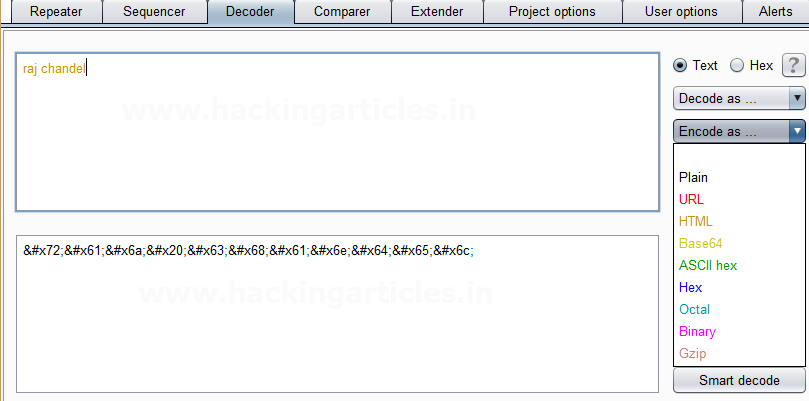 Repeater Sequencer Decoder Comparer Extender Project options User options Alerts
raj chandel
www.hackingarticles.in
Text Hex ?
Decode as ...
Encode as ...
Plain
URL
HTML
Base64
ASCII hex
Hex
Octal
Binary
Gzip
Smart decode
&#x72;&#x61;&#x6a;&#x20;&#x63;&#x68;&#x61;&#x6e;&#x64;&#x65;&#x6c;
www.hackingarticles.in